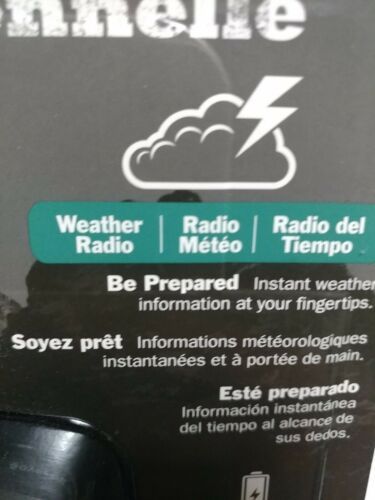 Weather Radio | Radio Météo | Radio del Tiempo
Be Prepared Instant weather
information at your fingertips.
Soyez prêt Informations météorologiques
instantanées et à portée de main.
Esté preparado
Información instantánea
del tiempo al alcance de
sus dedos.